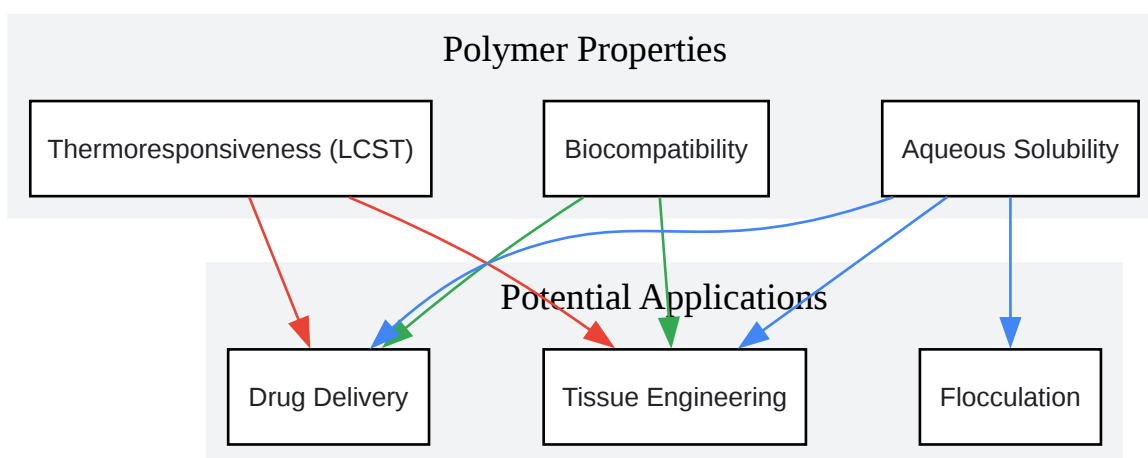 Polymer Properties
Thermoresponsiveness (LCST)
Biocompatibility
Aqueous Solubility
Potential Applications
Drug Delivery
Tissue Engineering
Flocculation